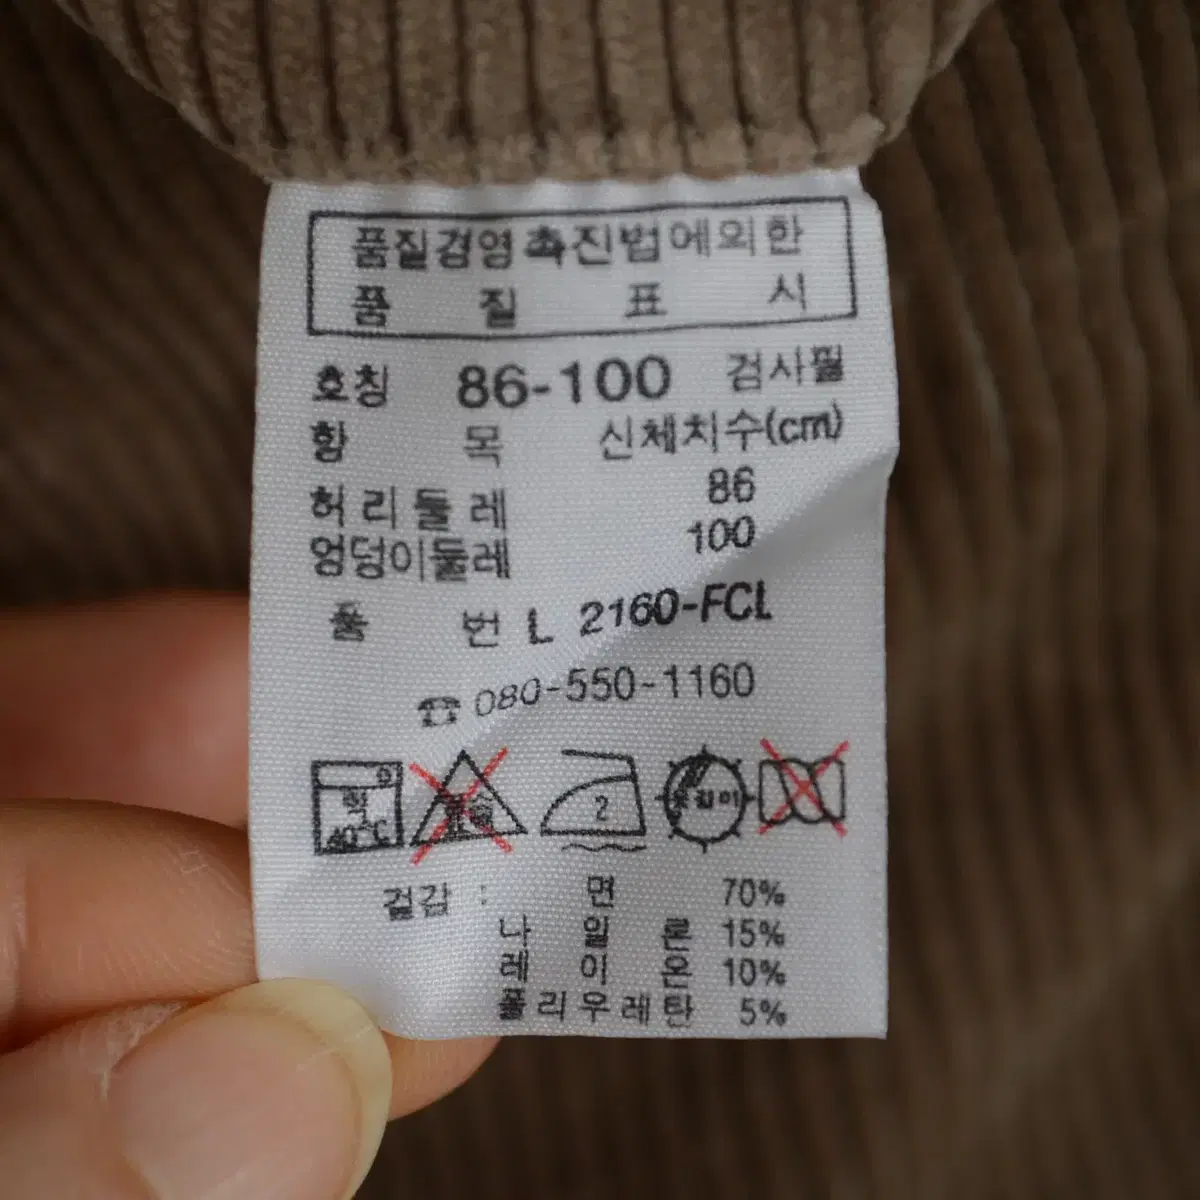 품질경영촉진법에의한
품 질 표 시
호칭 86-100 검사필
항 목 신체치수(cm)
허리둘레 86
엉덩이둘레 100
품 번 L 2160-FCL
☎ 080-550-1160
약 40°C
2
옷걸이
겉감 : 면 70%
나일론 15%
레이온 10%
폴리우레탄 5%